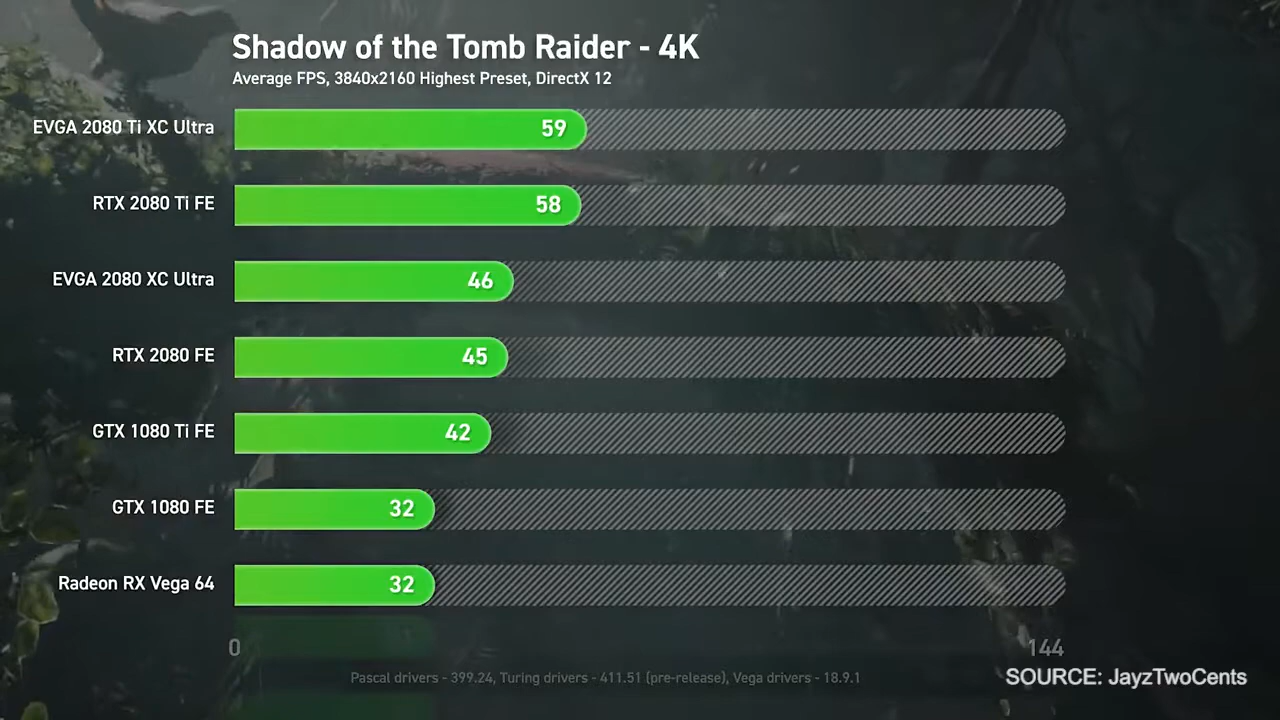 Shadow of the Tomb Raider - 4K
Average FPS, 3840x2160 Highest Preset, DirectX 12
EVGA 2080 Ti XC Ultra 59
RTX 2080 Ti FE 58
EVGA 2080 XC Ultra 46
RTX 2080 FE 45
GTX 1080 Ti FE 42
GTX 1080 FE 32
Radeon RX Vega 64 32
0 144
Pascal drivers - 399.24, Turing drivers - 411.51 (pre-release), Vega drivers - 18.9.1
SOURCE: JayzTwoCents